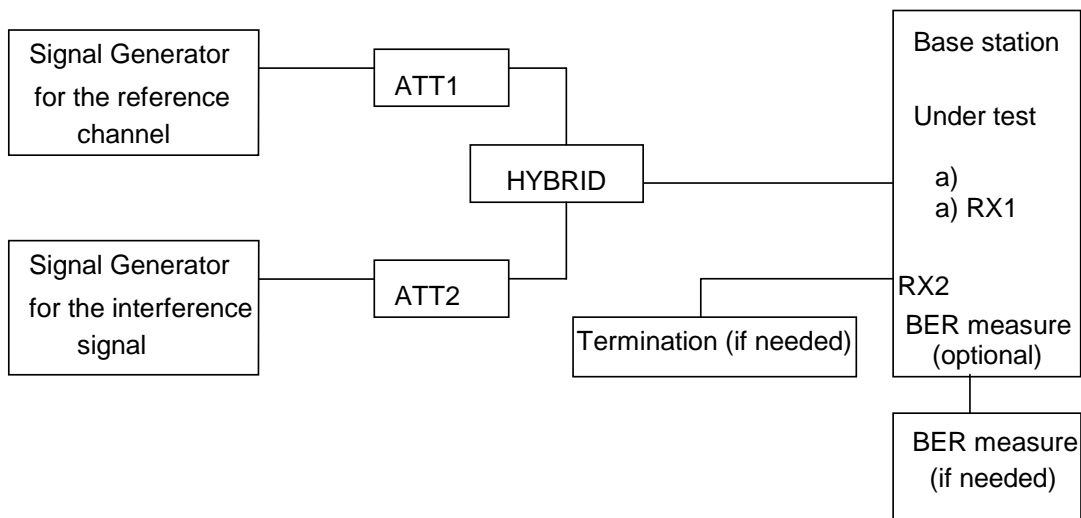 Signal Generator
for the reference
channel
ATT1
HYBRID
Signal Generator
for the interference
signal
ATT2
Termination (if needed)
Base station
Under test
a)
a) RX1
RX2
BER measure
(optional)
BER measure
(if needed)